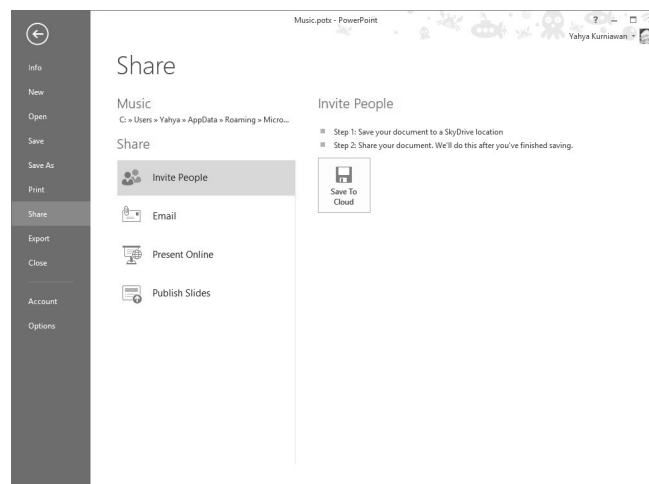 Music.potx - PowerPoint
?
Yahya Kurniawan
Info
New
Open
Save
Save As
Print
Share
Export
Close
Account
Options
Share
Music
C: » Users » Yahya » AppData » Roaming » Micro...
Share
Invite People
Email
Present Online
Publish Slides
Invite People
Step 1: Save your document to a SkyDrive location
Step 2: Share your document. We'll do this after you've finished saving.
Save To
Cloud